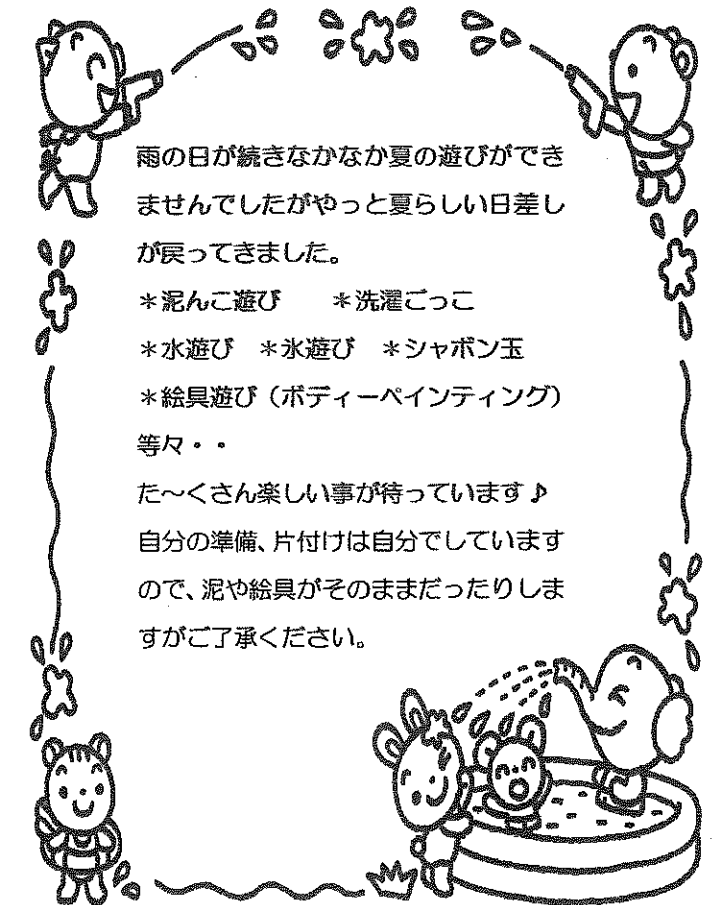 雨の日が続きなかなか夏の遊びができ
ませんでしたがやっと夏らしい日差し
が戻ってきました。
＊泥んこ遊び　　＊洗濯ごっこ
＊水遊び　＊氷遊び　＊シャボン玉
＊絵具遊び（ボディーペインティング）
等々・・
た～くさん楽しい事が待っています♪
自分の準備、片付けは自分でしています
ので、泥や絵具がそのままだったりしま
すがご了承ください。